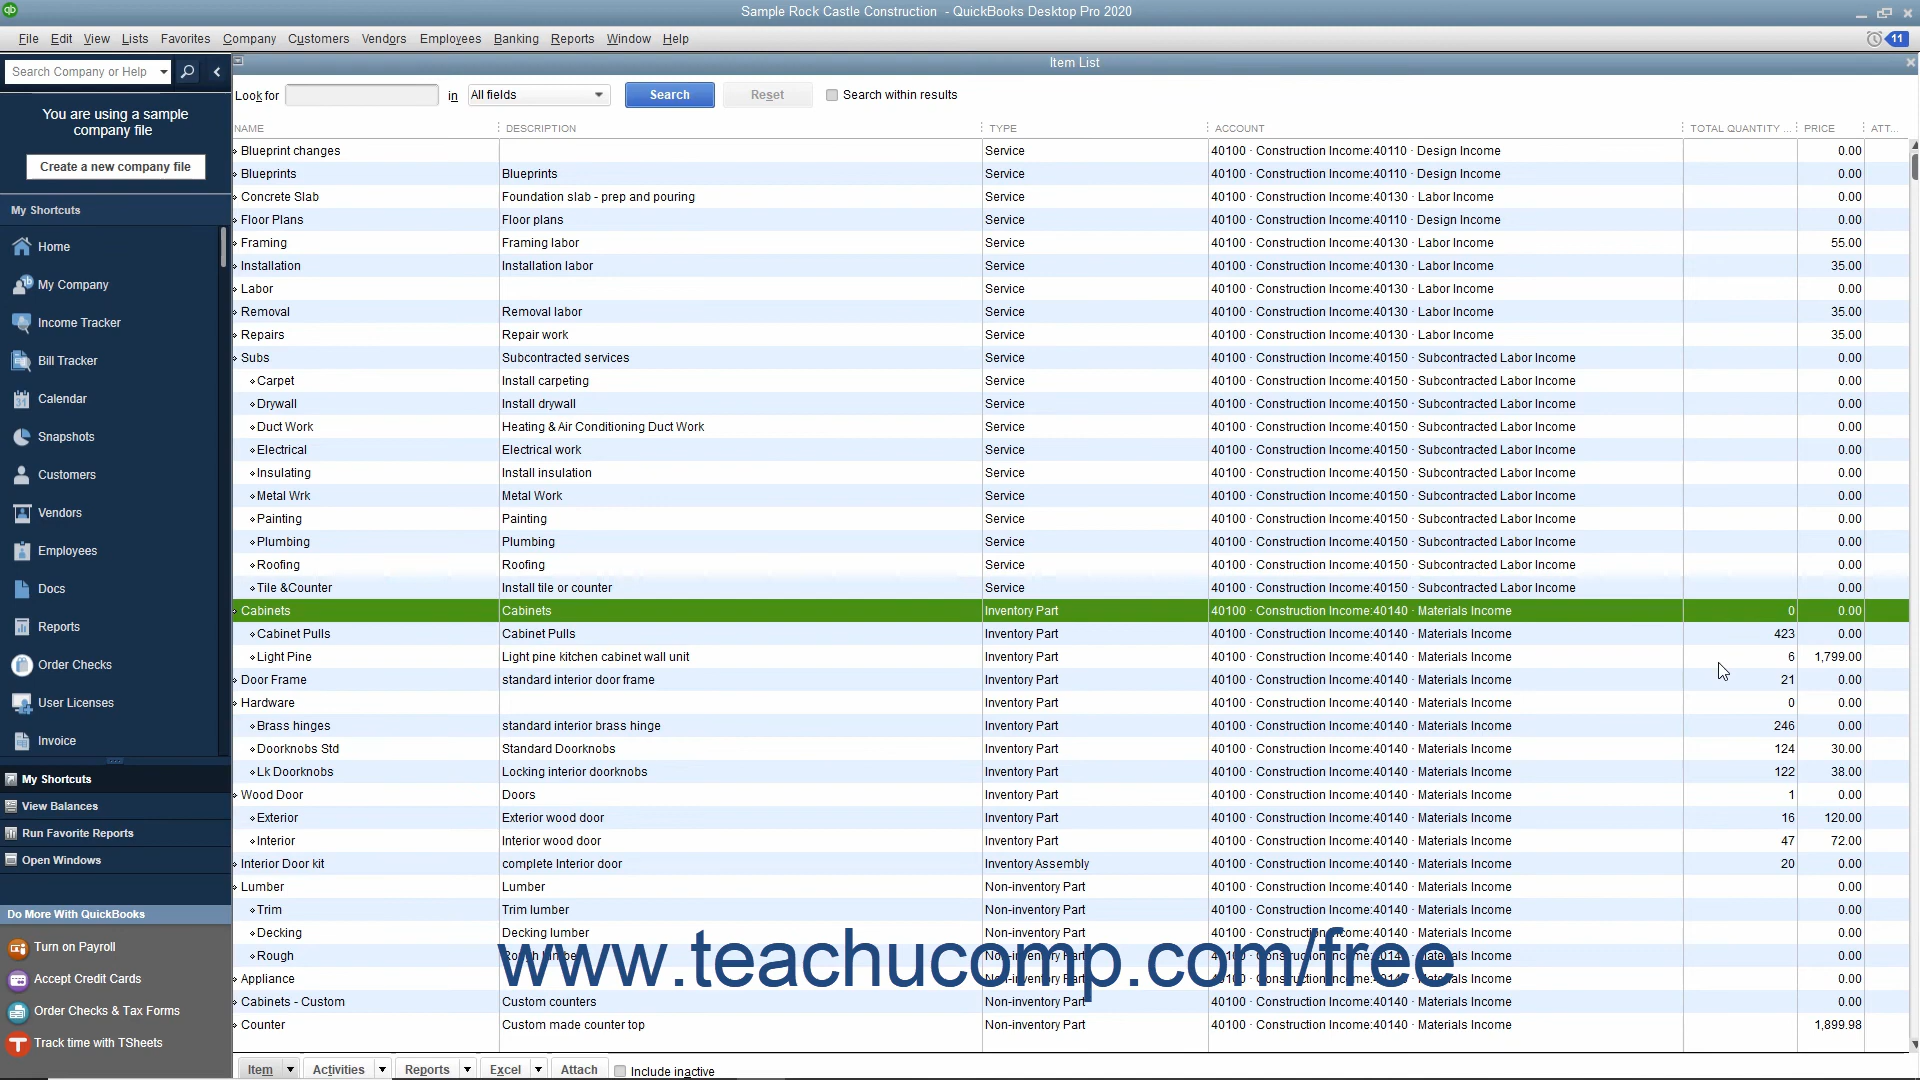 Sample Rock Castle Construction - QuickBooks Desktop Pro 2020
File Edit View Lists Favorites Company Customers Vendors Employees Banking Reports Window Help
11
Search Company or Help
Item List
You are using a sample
company file
Create a new company file
My Shortcuts
Home
My Company
Income Tracker
Bill Tracker
Calendar
Snapshots
Customers
Vendors
Employees
Docs
Reports
Order Checks
User Licenses
Invoice
My Shortcuts
View Balances
Run Favorite Reports
Open Windows
Do More With QuickBooks
Turn on Payroll
Accept Credit Cards
Order Checks & Tax Forms
Track time with TSheets
Look for in All fields Search Reset Search within results
NAME DESCRIPTION TYPE ACCOUNT TOTAL QUANTITY ... PRICE ATT...
Blueprint changes Service 40100 · Construction Income:40110 · Design Income 0.00
Blueprints Blueprints Service 40100 · Construction Income:40110 · Design Income 0.00
Concrete Slab Foundation slab - prep and pouring Service 40100 · Construction Income:40130 · Labor Income 0.00
Floor Plans Floor plans Service 40100 · Construction Income:40110 · Design Income 0.00
Framing Framing labor Service 40100 · Construction Income:40130 · Labor Income 55.00
Installation Installation labor Service 40100 · Construction Income:40130 · Labor Income 35.00
Labor Service 40100 · Construction Income:40130 · Labor Income 0.00
Removal Removal labor Service 40100 · Construction Income:40130 · Labor Income 35.00
Repairs Repair work Service 40100 · Construction Income:40130 · Labor Income 35.00
Subs Subcontracted services Service 40100 · Construction Income:40150 · Subcontracted Labor Income 0.00
Carpet Install carpeting Service 40100 · Construction Income:40150 · Subcontracted Labor Income 0.00
Drywall Install drywall Service 40100 · Construction Income:40150 · Subcontracted Labor Income 0.00
Duct Work Heating & Air Conditioning Duct Work Service 40100 · Construction Income:40150 · Subcontracted Labor Income 0.00
Electrical Electrical work Service 40100 · Construction Income:40150 · Subcontracted Labor Income 0.00
Insulating Install insulation Service 40100 · Construction Income:40150 · Subcontracted Labor Income 0.00
Metal Wrk Metal Work Service 40100 · Construction Income:40150 · Subcontracted Labor Income 0.00
Painting Painting Service 40100 · Construction Income:40150 · Subcontracted Labor Income 0.00
Plumbing Plumbing Service 40100 · Construction Income:40150 · Subcontracted Labor Income 0.00
Roofing Roofing Service 40100 · Construction Income:40150 · Subcontracted Labor Income 0.00
Tile &Counter Install tile or counter Service 40100 · Construction Income:40150 · Subcontracted Labor Income 0.00
Cabinets Cabinets Inventory Part 40100 · Construction Income:40140 · Materials Income 0 0.00
Cabinet Pulls Cabinet Pulls Inventory Part 40100 · Construction Income:40140 · Materials Income 423 0.00
Light Pine Light pine kitchen cabinet wall unit Inventory Part 40100 · Construction Income:40140 · Materials Income 6 1,799.00
Door Frame standard interior door frame Inventory Part 40100 · Construction Income:40140 · Materials Income 21 0.00
Hardware Inventory Part 40100 · Construction Income:40140 · Materials Income 0 0.00
Brass hinges standard interior brass hinge Inventory Part 40100 · Construction Income:40140 · Materials Income 246 0.00
Doorknobs Std Standard Doorknobs Inventory Part 40100 · Construction Income:40140 · Materials Income 124 30.00
Lk Doorknobs Locking interior doorknobs Inventory Part 40100 · Construction Income:40140 · Materials Income 122 38.00
Wood Door Doors Inventory Part 40100 · Construction Income:40140 · Materials Income 1 0.00
Exterior Exterior wood door Inventory Part 40100 · Construction Income:40140 · Materials Income 16 120.00
Interior Interior wood door Inventory Part 40100 · Construction Income:40140 · Materials Income 47 72.00
Interior Door kit complete Interior door Inventory Assembly 40100 · Construction Income:40140 · Materials Income 20 0.00
Lumber Lumber Non-inventory Part 40100 · Construction Income:40140 · Materials Income 0.00
Trim Trim lumber Non-inventory Part 40100 · Construction Income:40140 · Materials Income 0.00
Decking Decking lumber Non-inventory Part 40100 · Construction Income:40140 · Materials Income 0.00
Rough Rough lumber Non-inventory Part 40100 · Construction Income:40140 · Materials Income 0.00
Appliance Non-inventory Part 40100 · Construction Income:40140 · Materials Income 0.00
www.teachucomp.com/free
Cabinets - Custom Custom counters Non-inventory Part 40100 · Construction Income:40140 · Materials Income 0.00
Counter Custom made counter top Non-inventory Part 40100 · Construction Income:40140 · Materials Income 1,899.98
Item Activities Reports Excel Attach Include inactive